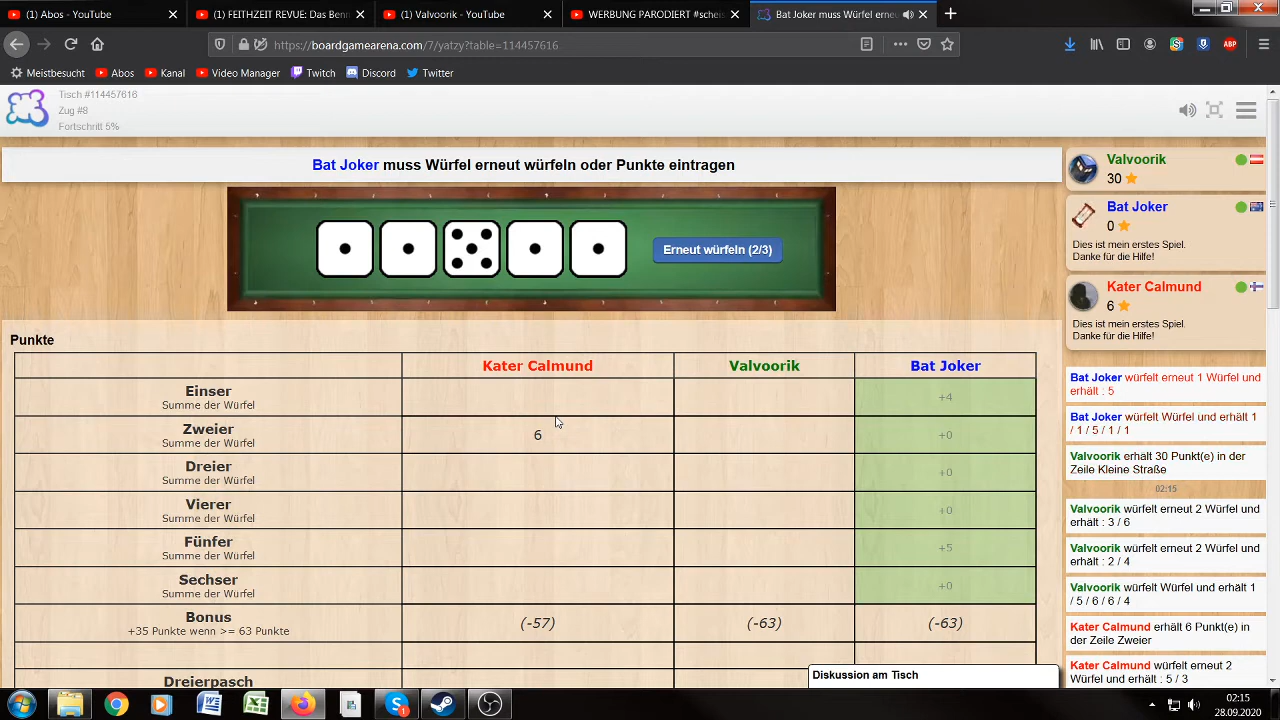 (1) Abos - YouTube
(1) FEITHZEIT REVUE: Das Benn
(1) Valvoorik - YouTube
WERBUNG PARODIERT #scheis
Bat Joker muss Würfel erneu
https://boardgamearena.com/7/yatzy?table=114457616
ABP
Meistbesucht
Abos
Kanal
Video Manager
Twitch
Discord
Twitter
Tisch #114457616
Zug #8
Fortschritt 5%
Bat Joker muss Würfel erneut würfeln oder Punkte eintragen
Erneut würfeln (2/3)
Valvoorik
30
Bat Joker
0
Dies ist mein erstes Spiel.
Danke für die Hilfe!
Kater Calmund
6
Dies ist mein erstes Spiel.
Danke für die Hilfe!
Punkte
Kater Calmund Valvoorik Bat Joker
Einser
Summe der Würfel
+4
Zweier
Summe der Würfel
6 +0
Dreier
Summe der Würfel
+0
Vierer
Summe der Würfel
+0
Fünfer
Summe der Würfel
+5
Sechser
Summe der Würfel
+0
Bonus
+35 Punkte wenn >= 63 Punkte
(-57) (-63) (-63)
Dreierpasch
Bat Joker würfelt erneut 1 Würfel und
erhält : 5
Bat Joker würfelt Würfel und erhält 1
/ 1 / 5 / 1 / 1
Valvoorik erhält 30 Punkt(e) in der
Zeile Kleine Straße
02:15
Valvoorik würfelt erneut 2 Würfel und
erhält : 3 / 6
Valvoorik würfelt erneut 2 Würfel und
erhält : 2 / 4
Valvoorik würfelt Würfel und erhält 1
/ 5 / 6 / 6 / 4
Kater Calmund erhält 6 Punkt(e) in
der Zeile Zweier
Kater Calmund würfelt erneut 2
Würfel und erhält : 5 / 3
Diskussion am Tisch
02:15
28.09.2020